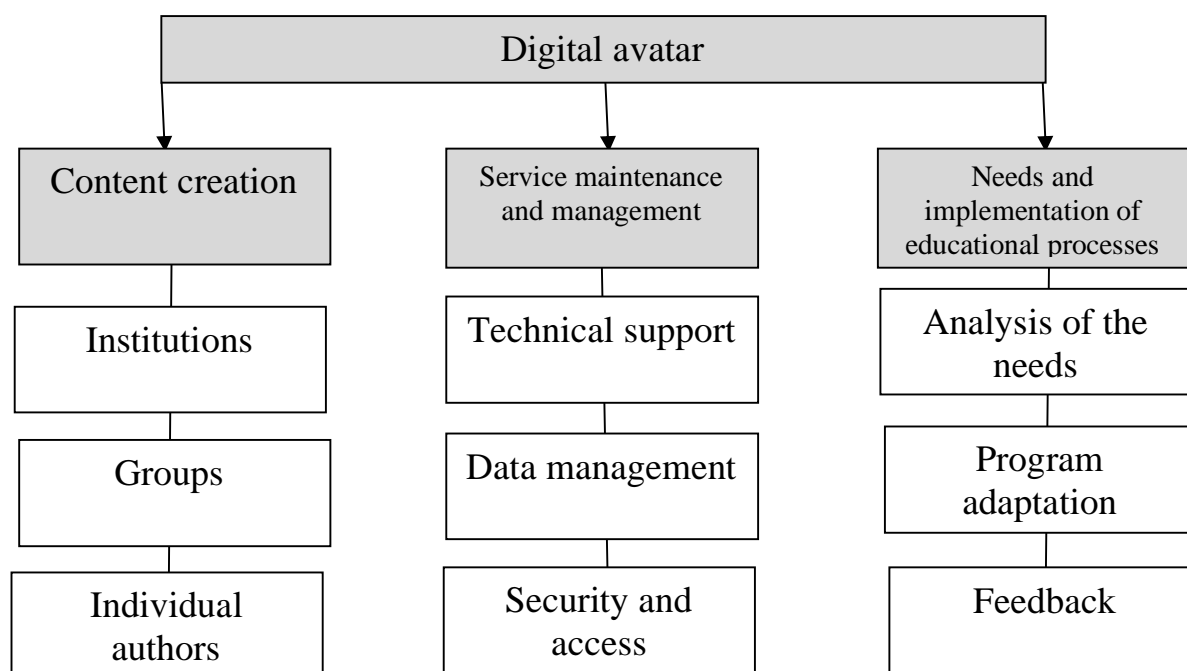 Digital avatar
Content creation
Service maintenance
and management
Needs and
implementation of
educational processes
Institutions
Technical support
Analysis of the
needs
Groups
Data management
Program
adaptation
Individual
authors
Security and
access
Feedback